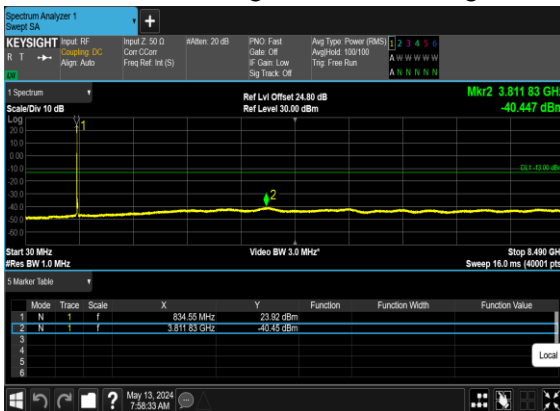 Spectrum Analyzer 1
Swept SA
KEYSIGHT Input: RF Input Z: 50 Ω #Atten: 20 dB PNO: Fast Avg Type: Power (RMS) 1 2 3 4 5 6
R T Coupling: DC Corr CCorr Gate: Off Avg|Hold: 100/100 A W W W W W
Align: Auto Freq Ref: Int (S) IF Gain: Low Trig: Free Run
LV Sig Track: Off A N N N N N
1 Spectrum Ref Lvl Offset 24.80 dB Mkr2 3.811 83 GHz
Scale/Div 10 dB Ref Level 30.00 dBm -40.447 dBm
Log
20.0 1
10.0
0.00
-10.0 DL1 -13.00 dBm
-20.0
-30.0
-40.0 2
-50.0
-60.0
Start 30 MHz Video BW 3.0 MHz* Stop 8.490 GHz
#Res BW 1.0 MHz Sweep 16.0 ms (40001 pts)
5 Marker Table
Mode Trace Scale X Y Function Function Width Function Value
1 N 1 f 834.55 MHz 23.92 dBm
2 N 1 f 3.811 83 GHz -40.45 dBm
3
4
5
6
Local
? May 13, 2024
7:58:33 AM